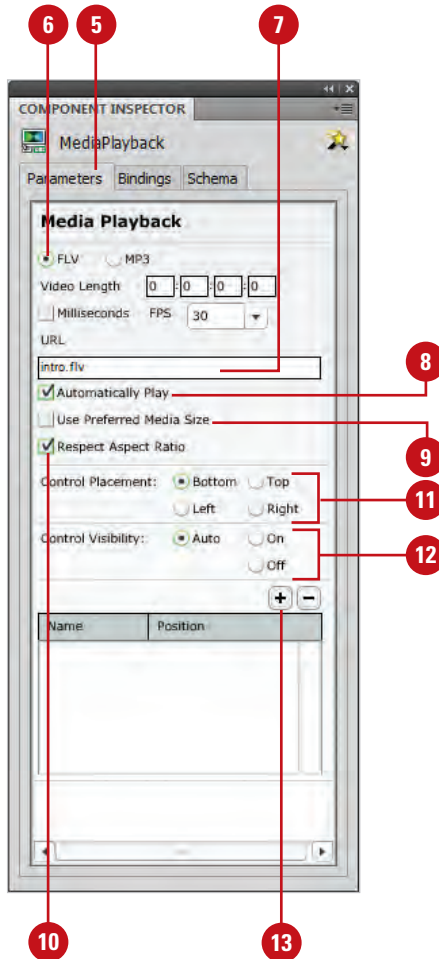 6 5 7
COMPONENT INSPECTOR
MediaPlayback
Parameters Bindings Schema
Media Playback
FLV MP3
Video Length 0 : 0 : 0 : 0
Milliseconds FPS 30
URL
intro.flv
8
Automatically Play
Use Preferred Media Size
9
Respect Aspect Ratio
Control Placement: Bottom Top
11
Left Right
Control Visibility: Auto On
12
Off
+ −
Name Position
10 13